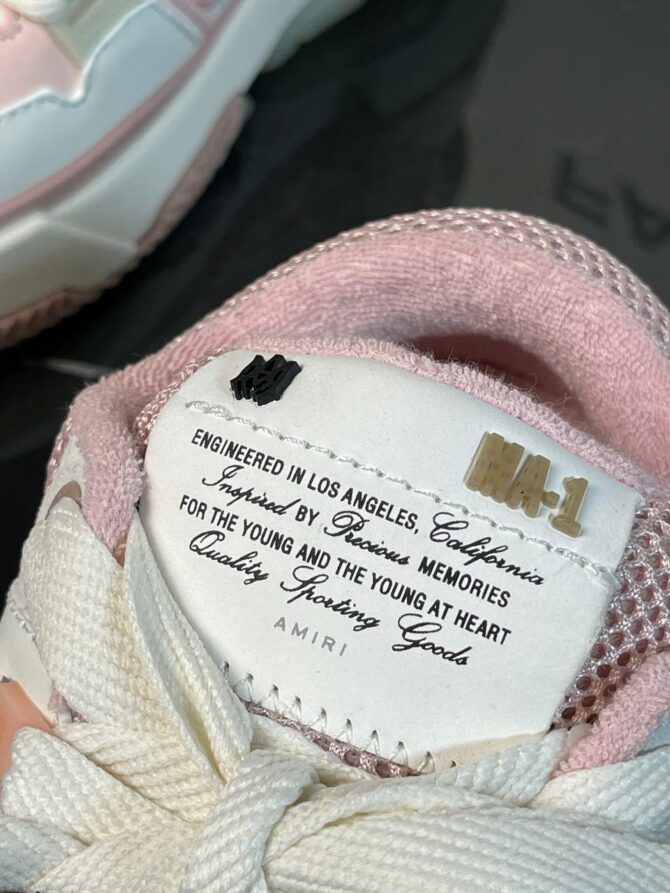 MA-1
ENGINEERED IN LOS ANGELES, California
Inspired BY Precious MEMORIES
FOR THE YOUNG AND THE YOUNG AT HEART
Quality Sporting Goods
AMIRI